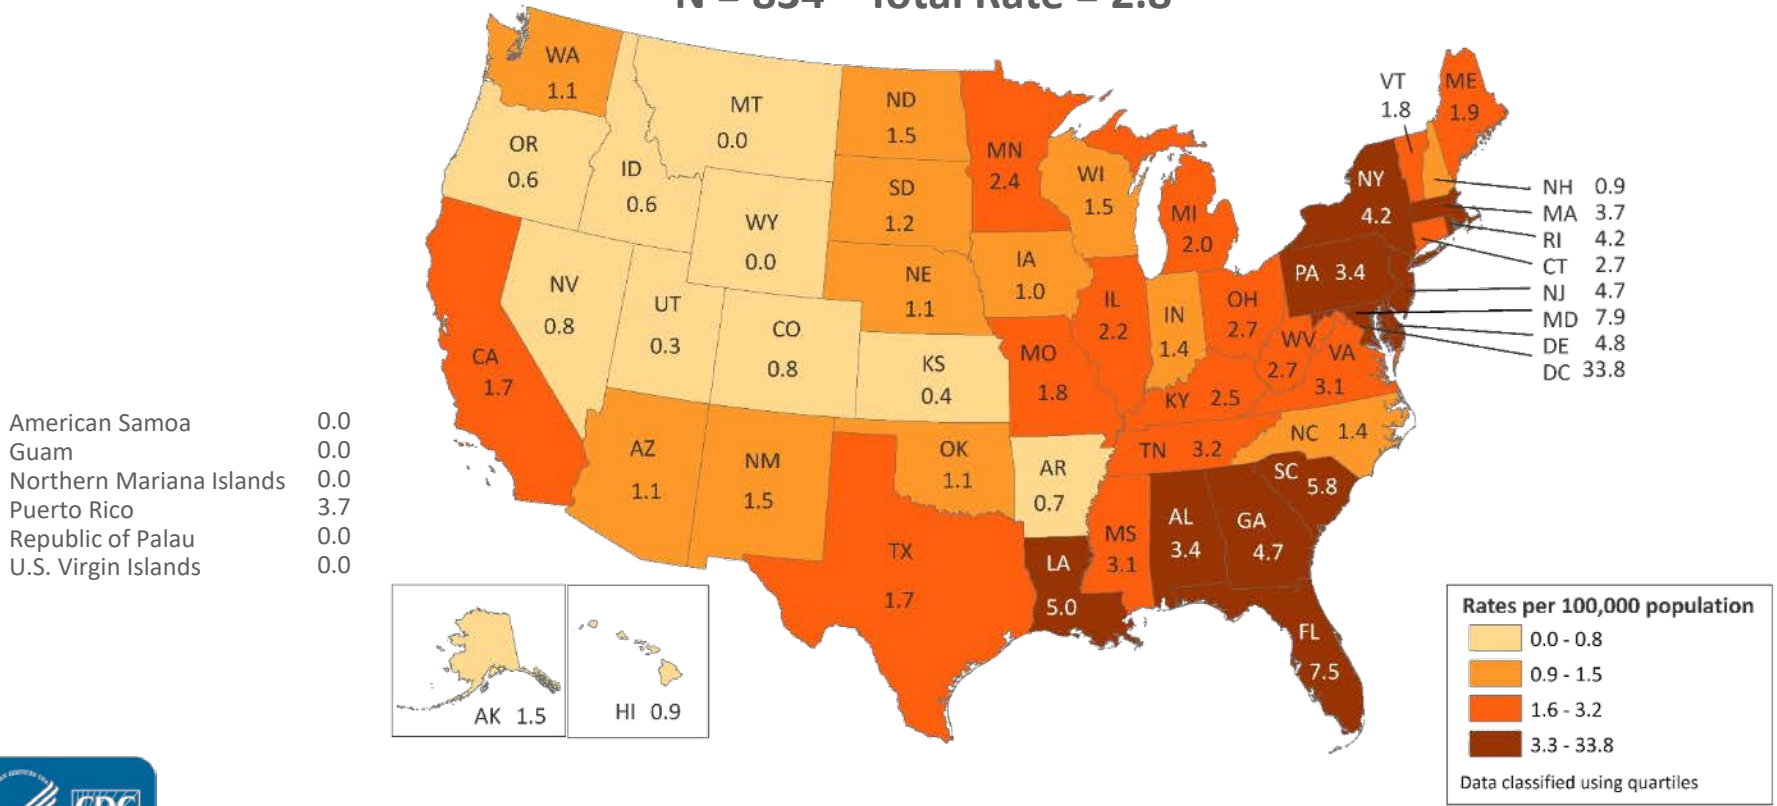 N = 854 Total Rate = 2.8
WA
1.1
OR
0.6
ID
0.6
MT
0.0
WY
0.0
NV
0.8
UT
0.3
CO
0.8
CA
1.7
AZ
1.1
NM
1.5
ND
1.5
SD
1.2
NE
1.1
KS
0.4
OK
1.1
TX
1.7
MN
2.4
IA
1.0
MO
1.8
AR
0.7
LA
5.0
WI
1.5
IL
2.2
MI
2.0
IN
1.4
OH
2.7
KY 2.5
TN 3.2
MS
3.1
AL
3.4
GA
4.7
FL
7.5
SC
5.8
NC 1.4
VA
3.1
WV
2.7
PA 3.4
NY
4.2
VT
1.8
ME
1.9
NH 0.9
MA 3.7
RI 4.2
CT 2.7
NJ 4.7
MD 7.9
DE 4.8
DC 33.8
American Samoa 0.0
Guam 0.0
Northern Mariana Islands 0.0
Puerto Rico 3.7
Republic of Palau 0.0
U.S. Virgin Islands 0.0
AK 1.5
HI 0.9
Rates per 100,000 population
0.0 - 0.8
0.9 - 1.5
1.6 - 3.2
3.3 - 33.8
Data classified using quartiles
CDC